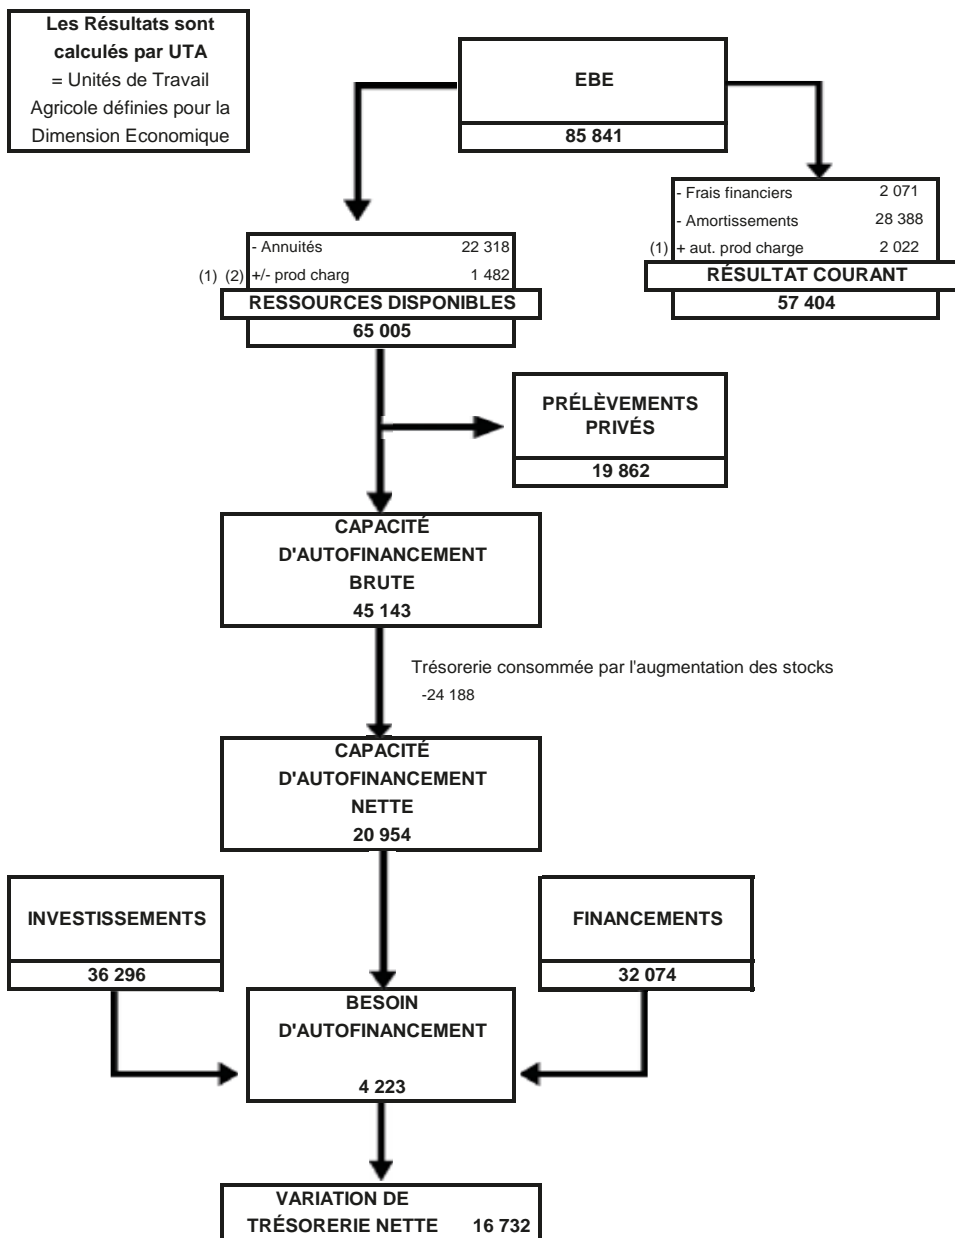 Les Résultats sont
calculés par UTA
= Unités de Travail
Agricole définies pour la
Dimension Economique
EBE
85 841
- Frais financiers 2 071
- Amortissements 28 388
(1) + aut. prod charge 2 022
RÉSULTAT COURANT
57 404
- Annuités 22 318
(1) (2) +/- prod charg 1 482
RESSOURCES DISPONIBLES
65 005
PRÉLÈVEMENTS
PRIVÉS
19 862
CAPACITÉ
D'AUTOFINANCEMENT
BRUTE
45 143
Trésorerie consommée par l'augmentation des stocks
-24 188
CAPACITÉ
D'AUTOFINANCEMENT
NETTE
20 954
INVESTISSEMENTS
36 296
FINANCEMENTS
32 074
BESOIN
D'AUTOFINANCEMENT
4 223
VARIATION DE
TRÉSORERIE NETTE 16 732